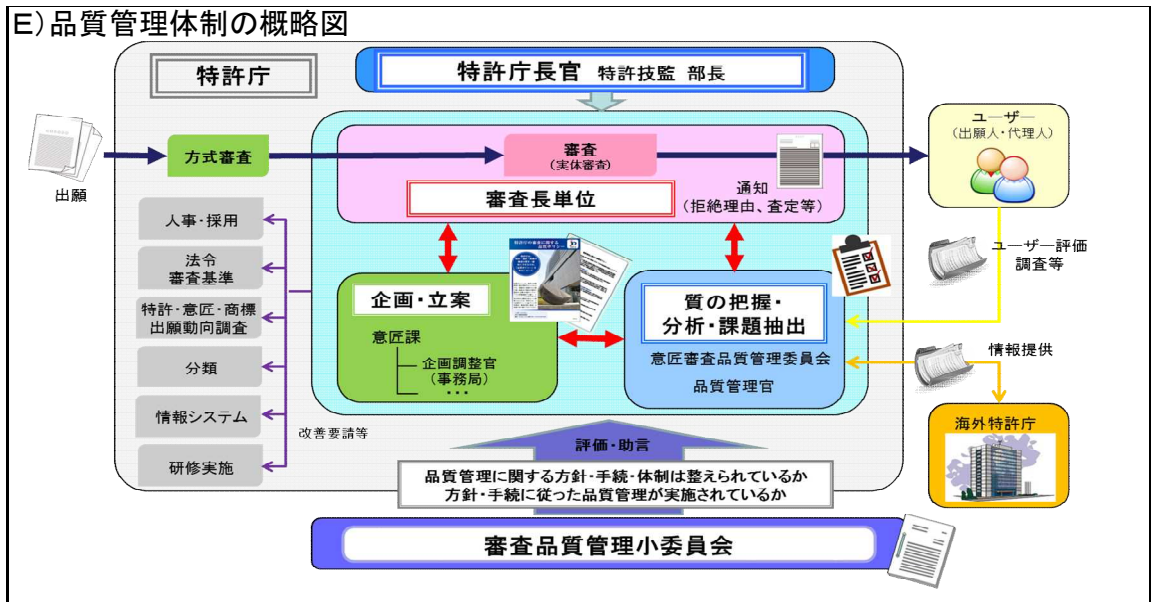 E)品質管理体制の概略図
特許庁
特許庁長官 特許技監 部長
出願
方式審査
審査
(実体審査)
審査長単位
通知
(拒絶理由、査定等)
ユーザー
(出願人・代理人)
人事・採用
法令
審査基準
特許・意匠・商標
出願動向調査
分類
情報システム
研修実施
改善要請等
企画・立案
意匠課
企画調整官
(事務局)
・・・
質の把握・
分析・課題抽出
意匠審査品質管理委員会
品質管理官
ユーザー評価
調査等
情報提供
海外特許庁
評価・助言
品質管理に関する方針・手続・体制は整えられているか
方針・手続に従った品質管理が実施されているか
審査品質管理小委員会